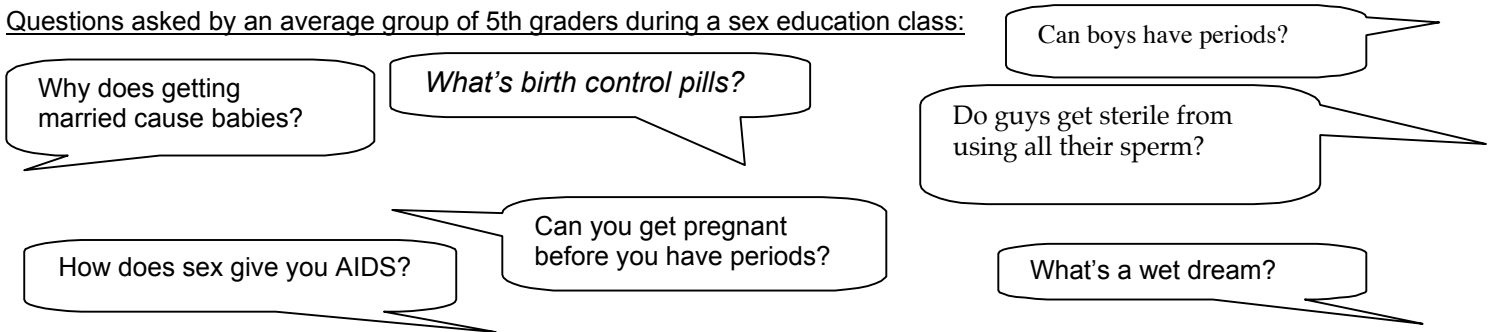 Questions asked by an average group of 5th graders during a sex education class:
Can boys have periods?
Why does getting
married cause babies?
What's birth control pills?
Do guys get sterile from
using all their sperm?
Can you get pregnant
before you have periods?
How does sex give you AIDS?
What's a wet dream?